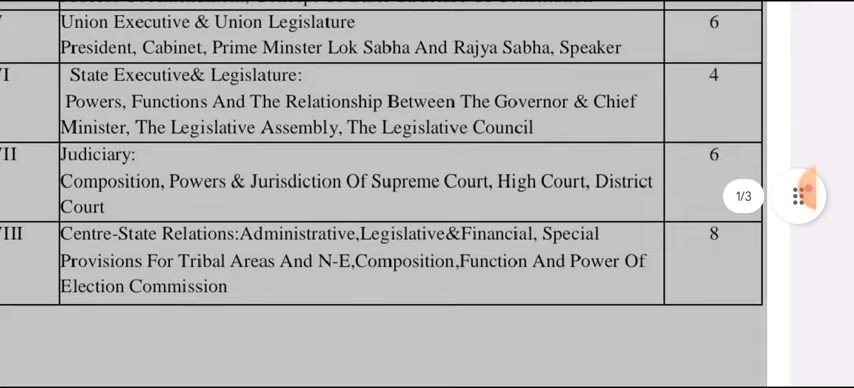 Union Executive & Union Legislature
6
President, Cabinet, Prime Minster Lok Sabha And Rajya Sabha, Speaker
/I
State Executive& Legislature:
4
Powers, Functions And The Relationship Between The Governor & Chief
Minister, The Legislative Assembly, The Legislative Council
/II
Judiciary:
6
Composition, Powers & Jurisdiction Of Supreme Court, High Court, District
Court
1/3
/III
Centre-State Relations:Administrative,Legislative&Financial, Special
8
Provisions For Tribal Areas And N-E,Composition,Function And Power Of
Election Commission